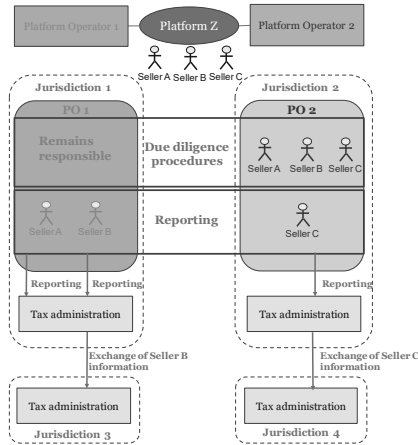 Platform Operator 1
Platform Z
Platform Operator 2
Seller A
Seller B
Seller C
Jurisdiction 1
Jurisdiction 2
PO 1
PO 2
Remains
responsible
Due diligence
procedures
Seller A
Seller B
Seller C
Seller A
Seller B
Reporting
Seller C
Reporting
Reporting
Reporting
Tax administration
Tax administration
Exchange of Seller B
information
Exchange of Seller C
information
Tax administration
Tax administration
Jurisdiction 3
Jurisdiction 4